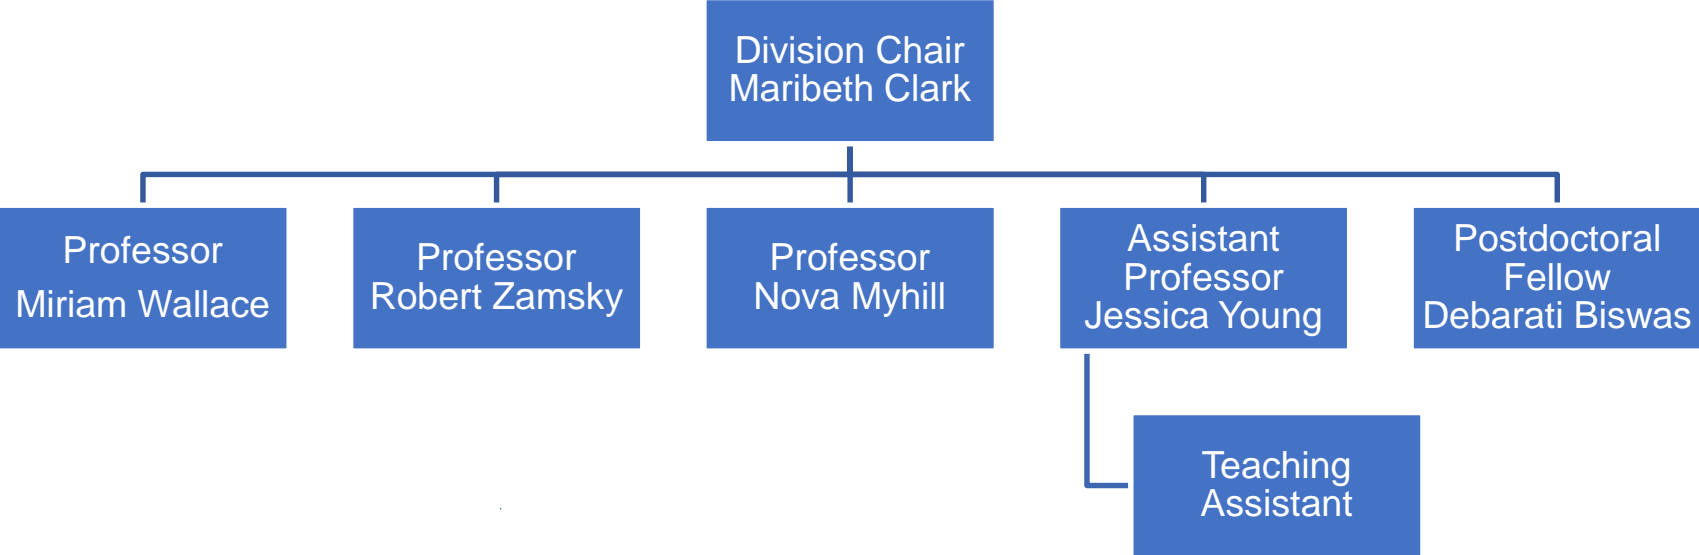 Division Chair
Maribeth Clark
Professor
Miriam Wallace
Professor
Robert Zamsky
Professor
Nova Myhill
Assistant
Professor
Jessica Young
Postdoctoral
Fellow
Debarati Biswas
Teaching
Assistant